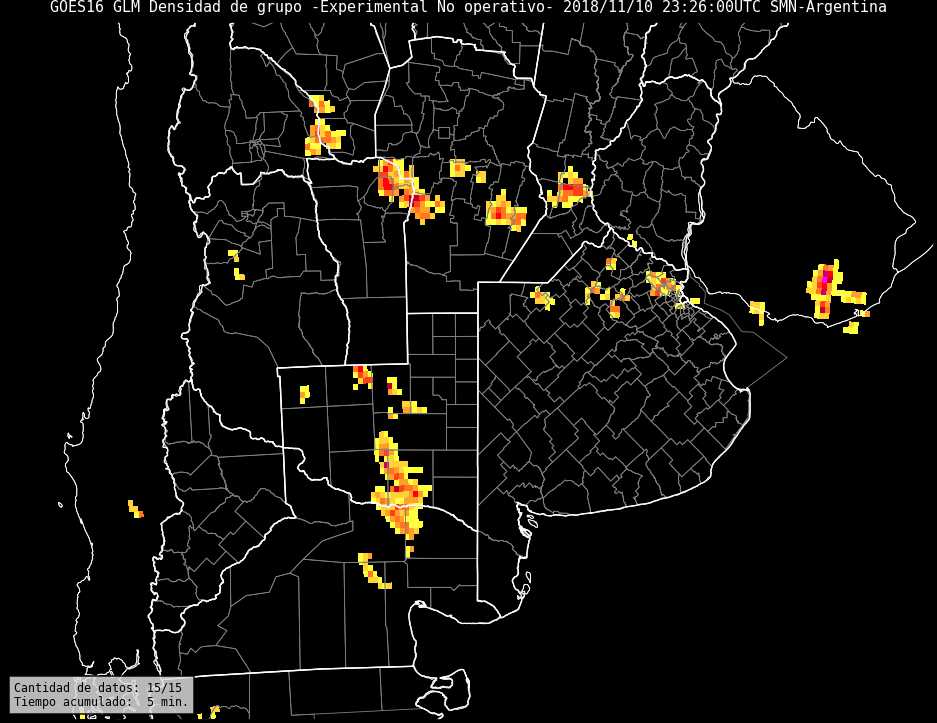 GOES16 GLM Densidad de grupo -Experimental No operativo- 2018/11/10 23:26:00UTC SMN-Argentina
Cantidad de datos: 15/15
Tiempo acumulado:  5 min.